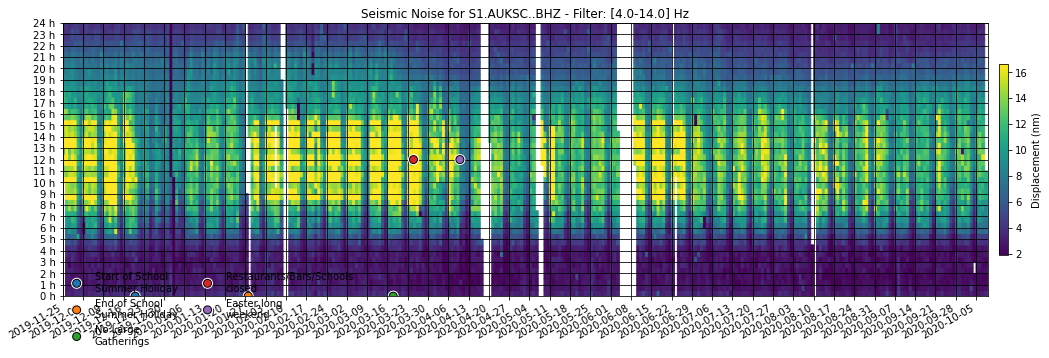 Seismic Noise for S1.AUKSC..BHZ - Filter: [4.0-14.0] Hz
24 h
23 h
22 h
21 h
20 h
19 h
18 h
17 h
16 h
15 h
14 h
13 h
12 h
11 h
10 h
9 h
8 h
7 h
6 h
5 h
4 h
3 h
2 h
1 h
0 h
16
14
12
10
8
6
4
2
Displacement (nm)
Start of School
Summer Holiday
End of School
Summer Holiday
No Large
Gatherings
Restaurants/Bars/Schools
closed
Easter long
weekend
2019-11-25
2019-12-02
2020-02-17
2020-02-24
2020-03-02
2020-03-09
2020-03-16
2020-03-23
2020-03-30
2020-04-06
2020-04-13
2020-04-20
2020-04-27
2020-05-04
2020-05-11
2020-05-18
2020-05-25
2020-06-01
2020-06-08
2020-06-15
2020-06-22
2020-06-29
2020-07-06
2020-07-13
2020-07-20
2020-07-27
2020-08-03
2020-08-10
2020-08-17
2020-08-24
2020-08-31
2020-09-07
2020-09-14
2020-09-21
2020-09-28
2020-10-05